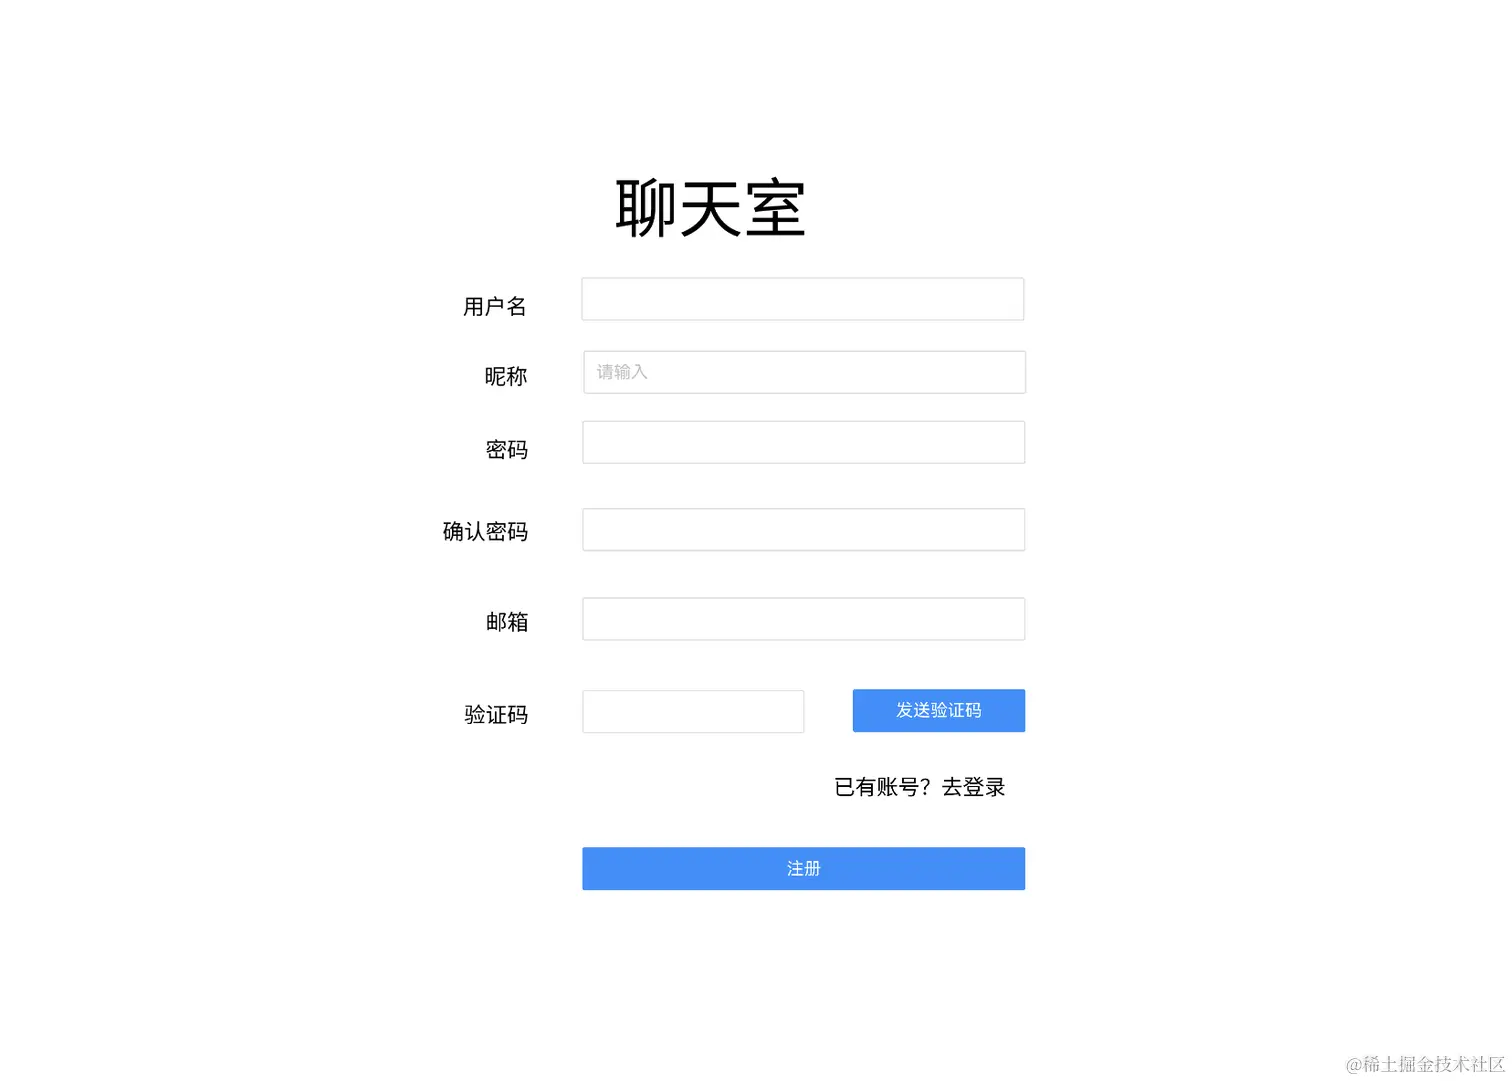 聊天室
用户名
昵称 请输入
密码
确认密码
邮箱
验证码 发送验证码
已有账号？去登录
注册
@稀土掘金技术社区